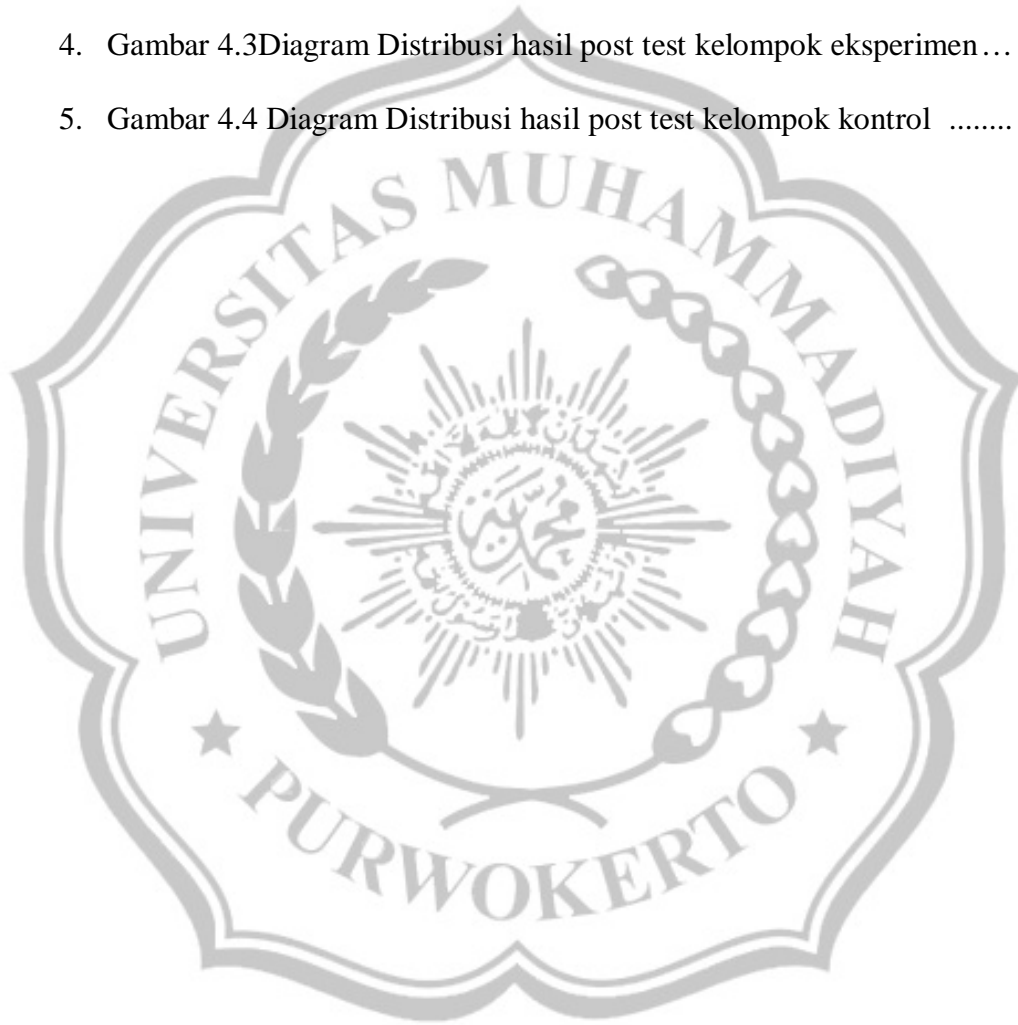 4. Gambar 4.3Diagram Distribusi hasil post test kelompok eksperimen…
5. Gambar 4.4 Diagram Distribusi hasil post test kelompok kontrol ........
UNIVERSITAS MUHAMMADIYAH
PURWOKERTO